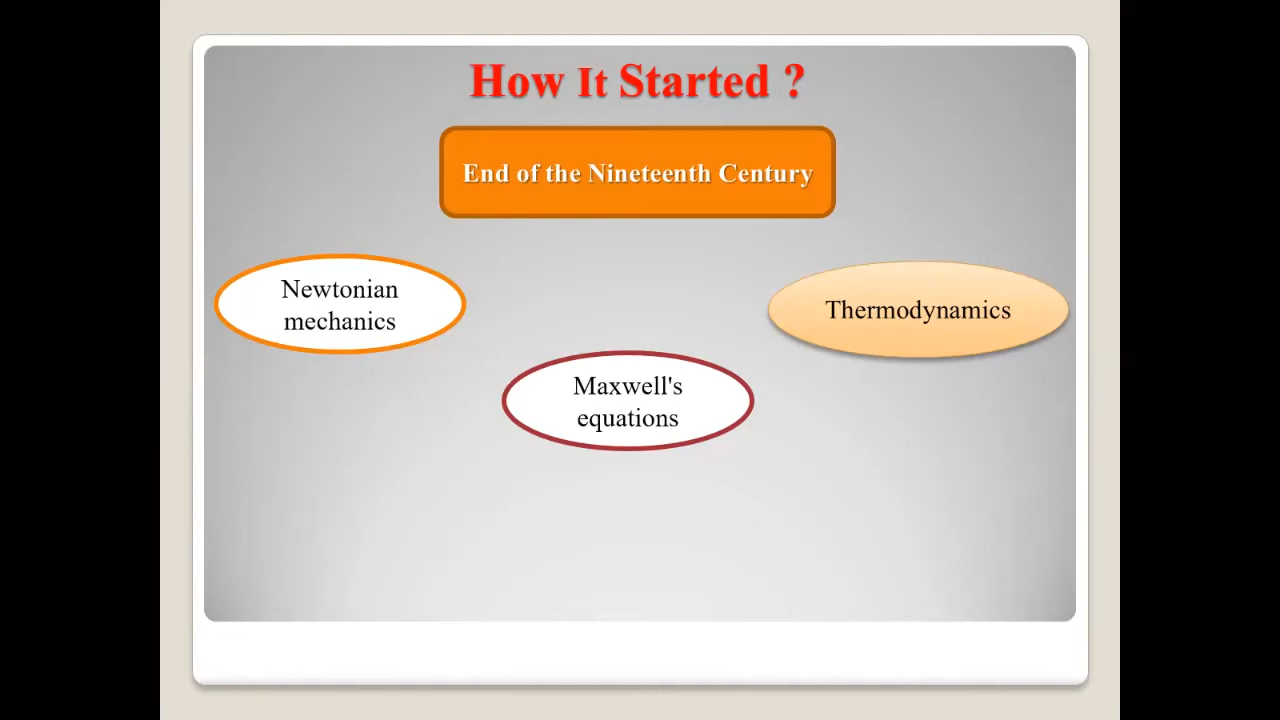 How It Started ?
End of the Nineteenth Century
Newtonian
mechanics
Thermodynamics
Maxwell's
equations